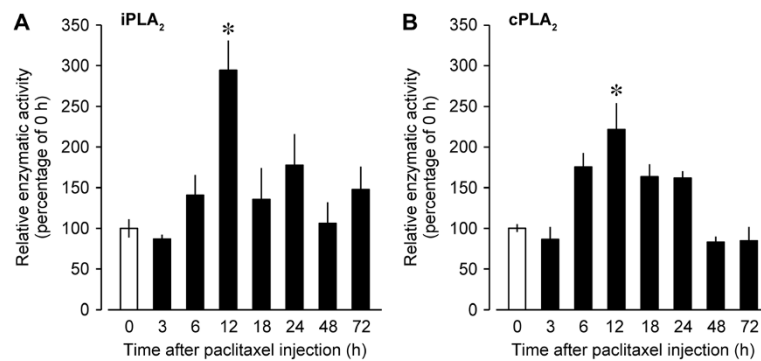 A
iPLA₂
Relative enzymatic activity
(percentage of 0 h)
350
300
250
200
150
100
50
0
*
0 3 6 12 18 24 48 72
Time after paclitaxel injection (h)
B
cPLA₂
Relative enzymatic activity
(percentage of 0 h)
350
300
250
200
150
100
50
0
*
0 3 6 12 18 24 48 72
Time after paclitaxel injection (h)